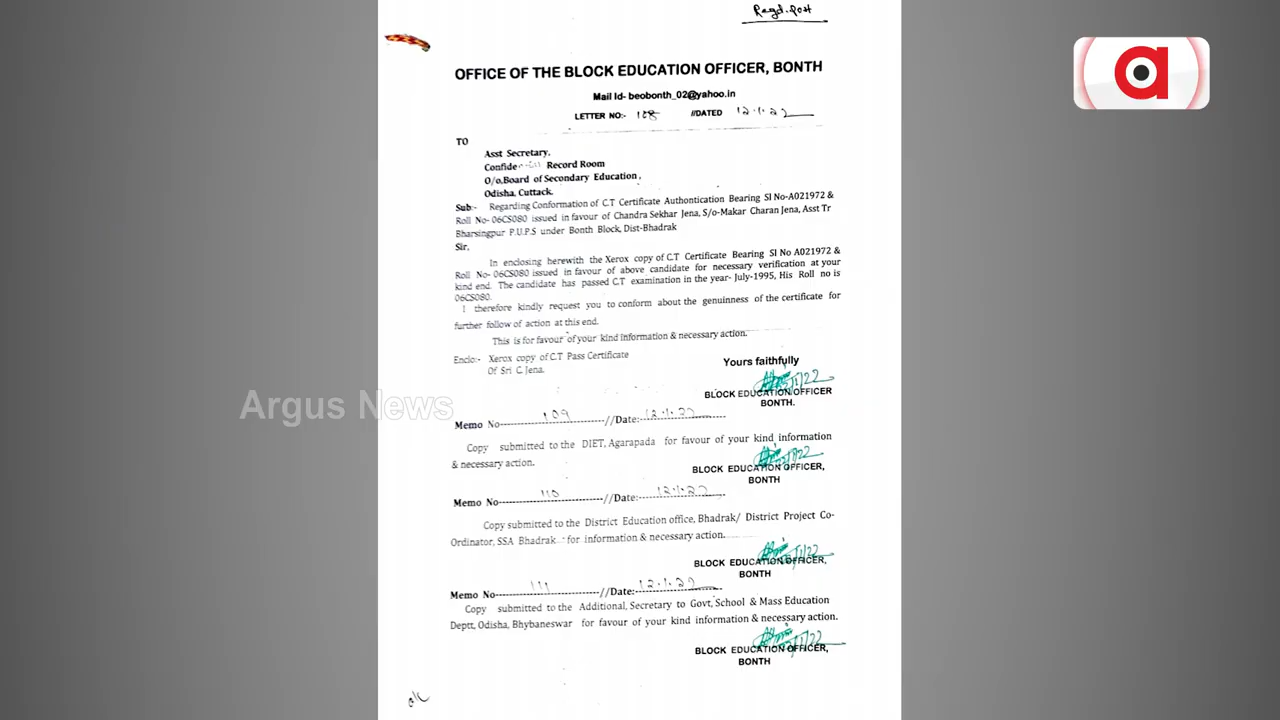 Regd. Post
OFFICE OF THE BLOCK EDUCATION OFFICER, BONTH
Mail Id- beobonth_02@yahoo.in
LETTER NO:- 108 //DATED 12.1.22
TO
Asst Secretary,
Record Room
O/o,Board of Secondary Education,
Odisha, Cuttack.
Sub:- Regarding Conformation of C.T Certificate Authontication Bearing Sl No-A021972 &
Roll No- 06CS080 issued in favour of Chandra Sekhar Jena, S/o-Makar Charan Jena, Asst Tr
Bharsingpur P.U.P.S under Bonth Block, Dist-Bhadrak
Sir,
In enclosing herewith the Xerox copy of C.T Certificate Bearing Sl No A021972 &
Roll No- 06CS080 issued in favour of above candidate for necessary verification at your
kind end. The candidate has passed C.T examination in the year- July-1995, His Roll no is
06CS080.
I therefore kindly request you to conform about the genuinness of the certificate for
further follow of action at this end.
This is for favour of your kind information & necessary action.
Enclo:- Xerox copy of C.T Pass Certificate
Of Sri C. Jena.
Yours faithfully
BLOCK EDUCATION OFFICER
BONTH.
Argus News
Memo No---109---//Date:-12.1.22
Copy submitted to the DIET, Agarapada for favour of your kind information
& necessary action.
BLOCK EDUCATION OFFICER,
BONTH
Memo No---110---//Date:-12.1.22
Copy submitted to the District Education office, Bhadrak/ District Project Co-
Ordinator, SSA Bhadrak for information & necessary action.
BLOCK EDUCATION OFFICER,
BONTH
Memo No---111---//Date:-12.1.22
Copy submitted to the Additional, Secretary to Govt, School & Mass Education
Deptt, Odisha, Bhybaneswar for favour of your kind information & necessary action.
BLOCK EDUCATION OFFICER,
BONTH
a